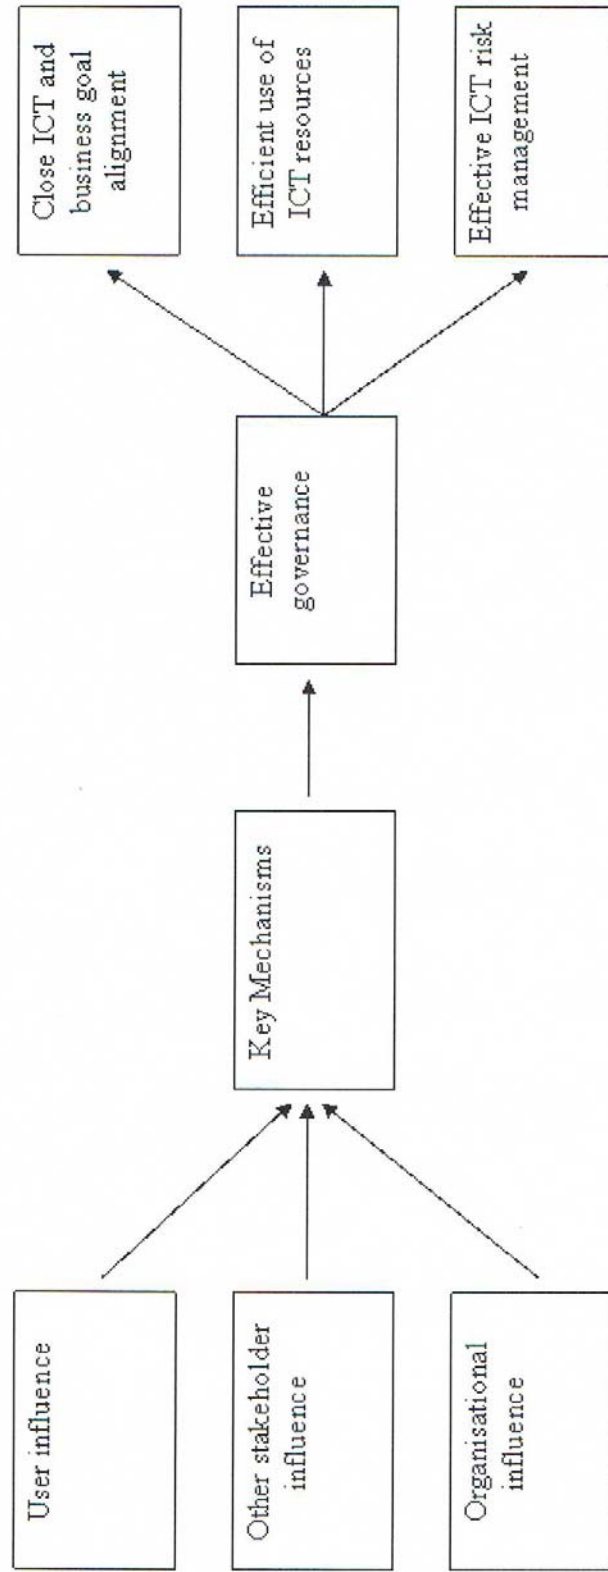 User influence
Other stakeholder
influence
Organisational
influence
Key Mechanisms
Effective
governance
Close ICT and
business goal
alignment
Efficient use of
ICT resources
Effective ICT risk
management